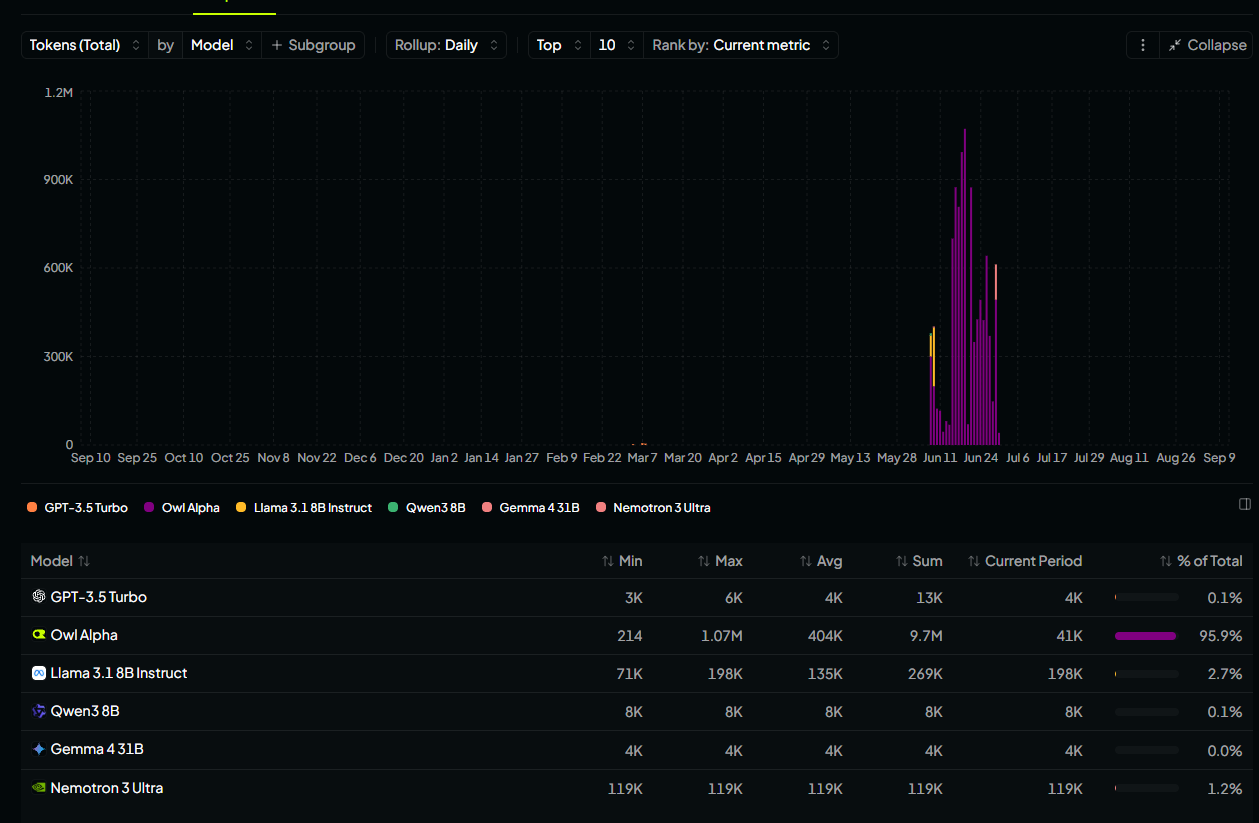 Tokens (Total) by Model + Subgroup Rollup: Daily Top 10 Rank by: Current metric Collapse
1.2M
900K
600K
300K
0
Sep 10 Sep 25 Oct 10 Oct 25 Nov 8 Nov 22 Dec 6 Dec 20 Jan 2 Jan 14 Jan 27 Feb 9 Feb 22 Mar 7 Mar 20 Apr 2 Apr 15 Apr 29 May 13 May 28 Jun 11 Jun 24 Jul 6 Jul 17 Jul 29 Aug 11 Aug 26 Sep 9
GPT-3.5 Turbo Owl Alpha Llama 3.1 8B Instruct Qwen3 8B Gemma 4 31B Nemotron 3 Ultra
Model Min Max Avg Sum Current Period % of Total
GPT-3.5 Turbo 3K 6K 4K 13K 4K 0.1%
Owl Alpha 214 1.07M 404K 9.7M 41K 95.9%
Llama 3.1 8B Instruct 71K 198K 135K 269K 198K 2.7%
Qwen3 8B 8K 8K 8K 8K 8K 0.1%
Gemma 4 31B 4K 4K 4K 4K 4K 0.0%
Nemotron 3 Ultra 119K 119K 119K 119K 119K 1.2%